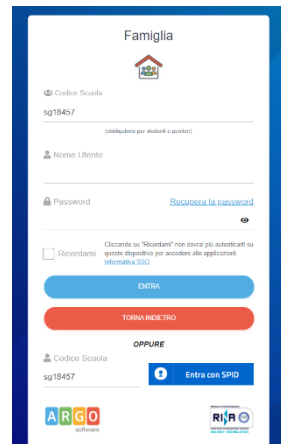 Famiglia
Codice Scuola
sg18457
(obbligatorio per studenti e genitori)
Nome Utente
Password
Recupera la password
Ricordami
Cliccando su "Ricordami" non dovrai più autenticarti su
questo dispositivo per accedere alle applicazioni.
Informativa SSO
ENTRA
TORNA INDIETRO
OPPURE
Codice Scuola
sg18457
Entra con SPID
ARGO
software
RINA